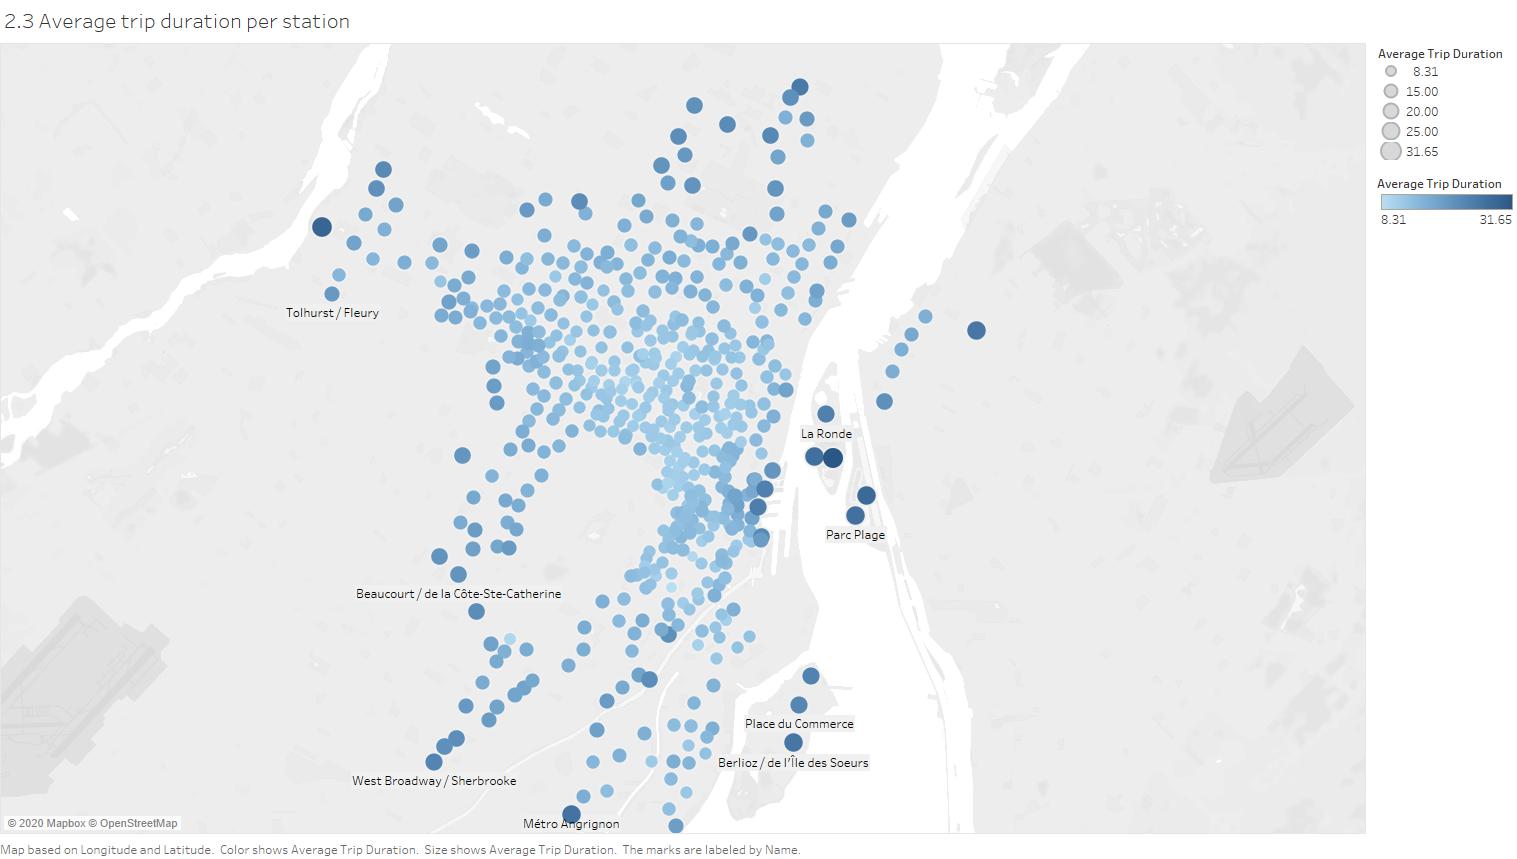 2.3 Average trip duration per station
Average Trip Duration
8.31
15.00
20.00
25.00
31.65
Average Trip Duration
8.31 31.65
Tolhurst / Fleury
La Ronde
Parc Plage
Beaucourt / de la Côte-Ste-Catherine
Place du Commerce
Berlioz / de l'Île des Soeurs
West Broadway / Sherbrooke
Métro Angrignon
© 2020 Mapbox © OpenStreetMap
Map based on Longitude and Latitude. Color shows Average Trip Duration. Size shows Average Trip Duration. The marks are labeled by Name.